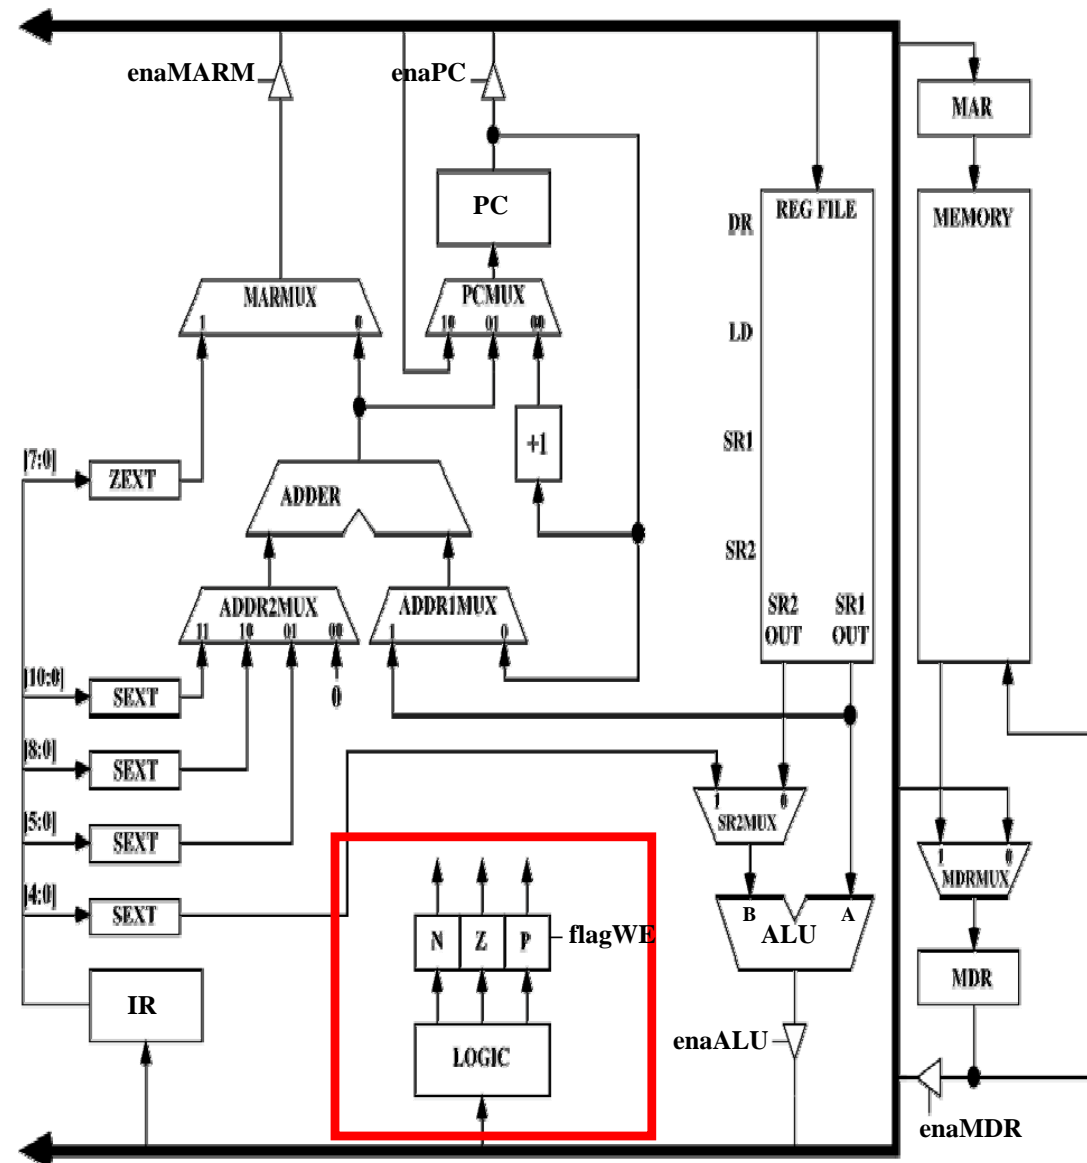 enaMARM
enaPC
MAR
PC
REG FILE
MEMORY
DR
MARMUX
1 0
PCMUX
10 01 00
LD
+1
SR1
[7:0]
ZEXT
ADDER
SR2
ADDR2MUX
11 10 01 00
ADDR1MUX
1 0
SR2 OUT
SR1 OUT
[10:0]
SEXT
0
[8:0]
SEXT
1 0
SR2MUX
[5:0]
SEXT
1 0
MDRMUX
[4:0]
SEXT
B A
ALU
N Z P
flagWE
MDR
IR
LOGIC
enaALU
enaMDR